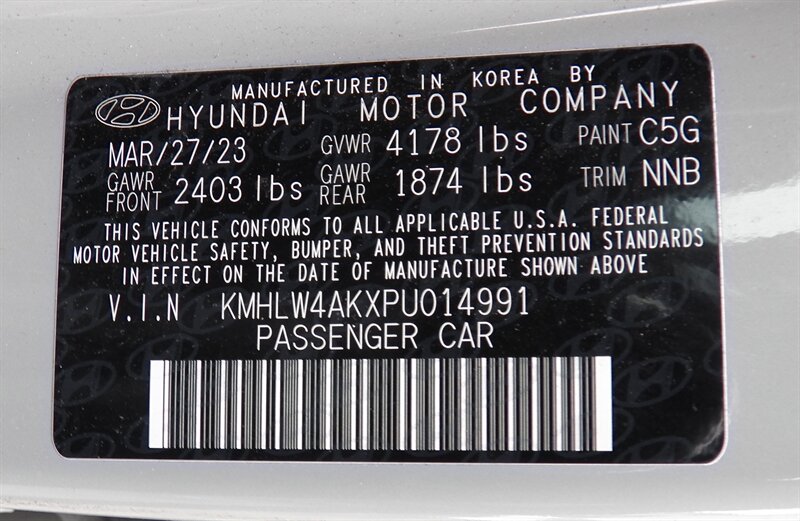 MANUFACTURED IN KOREA BY
HYUNDAI MOTOR COMPANY
MAR/27/23 GVWR 4178 lbs PAINT C5G
GAWR FRONT 2403 lbs GAWR REAR 1874 lbs TRIM NNB
THIS VEHICLE CONFORMS TO ALL APPLICABLE U.S.A. FEDERAL
MOTOR VEHICLE SAFETY, BUMPER, AND THEFT PREVENTION STANDARDS
IN EFFECT ON THE DATE OF MANUFACTURE SHOWN ABOVE
V.I.N KMHLW4AKXPU014991
PASSENGER CAR